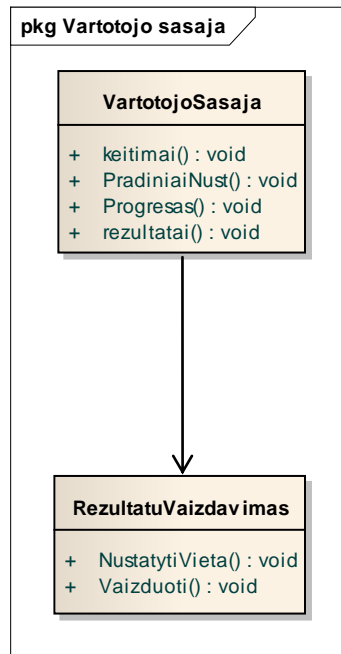 pkg Vartotojo sasaja
VartotojoSasaja
+ keitimai() : void
+ PradiniaiNust() : void
+ Progresas() : void
+ rezultatai() : void
RezultatuVaizdavimas
+ NustatytiVieta() : void
+ Vaizduoti() : void